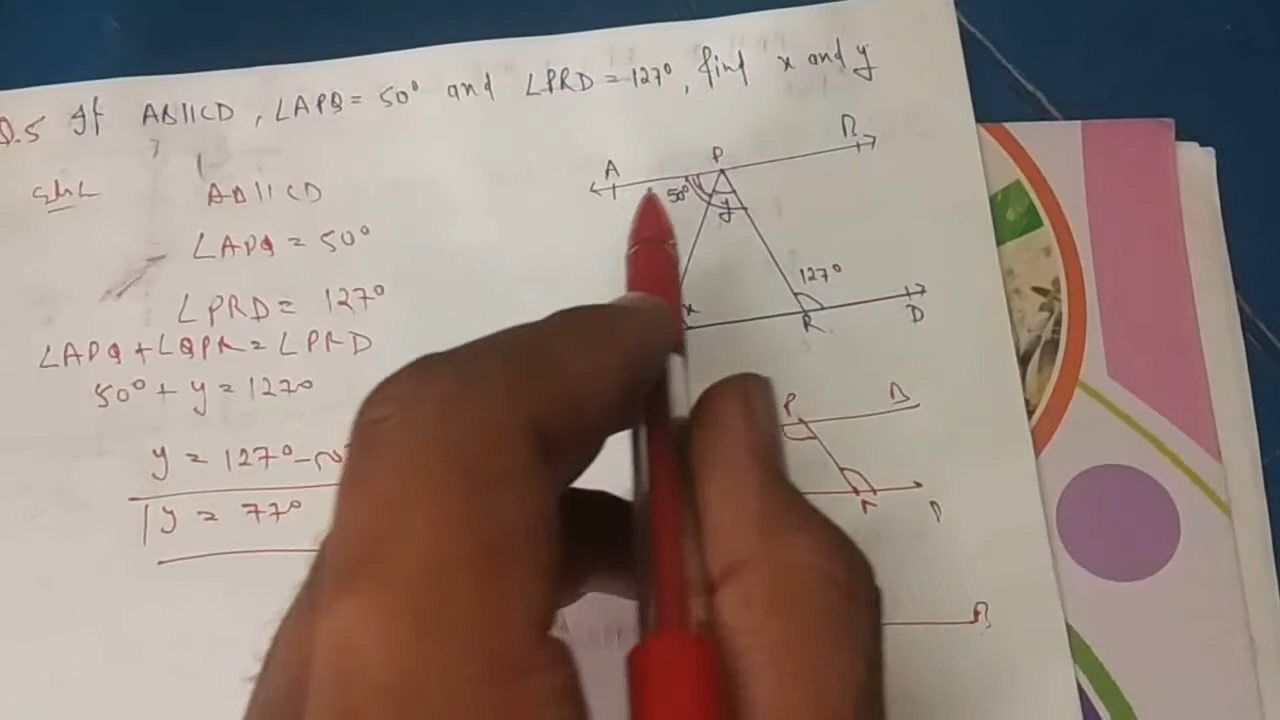 Q.5 If AB||CD, ∠APQ = 50° and ∠PRD = 127°, find x and y
Sol
AB||CD
∠APQ = 50°
∠PRD = 127°
∠APQ + ∠QPR = ∠PRD
50° + y = 127°
y = 127° - 50°
y = 77°
A
P
B
50°
y
127°
x
R
D
P
B
R
D
B